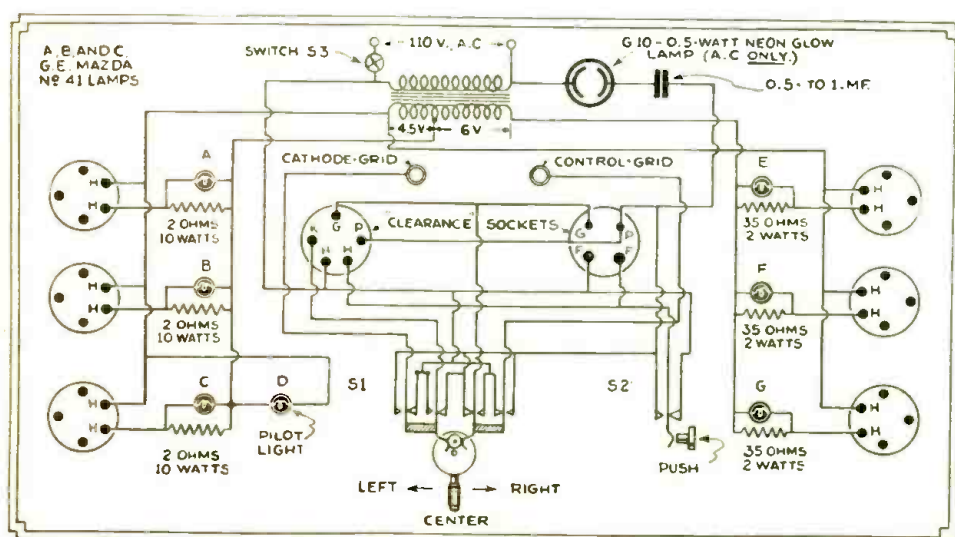 A, B, AND C,
G.E. MAZDA
Nº 41 LAMPS
SWITCH S3
110 V., A.C
G 10 - 0.5-WATT NEON GLOW
LAMP (A.C ONLY.)
0.5- TO 1. MF.
4.5V
6V
CATHODE-GRID
CONTROL-GRID
A
H
H
2 OHMS
10 WATTS
B
H
H
2 OHMS
10 WATTS
C
H
H
2 OHMS
10 WATTS
D
PILOT
LIGHT
G
K
P
H
H
CLEARANCE SOCKETS
G
P
F
F
S1
S2
E
H
H
35 OHMS
2 WATTS
F
H
H
35 OHMS
2 WATTS
G
H
H
35 OHMS
2 WATTS
PUSH
LEFT
RIGHT
CENTER